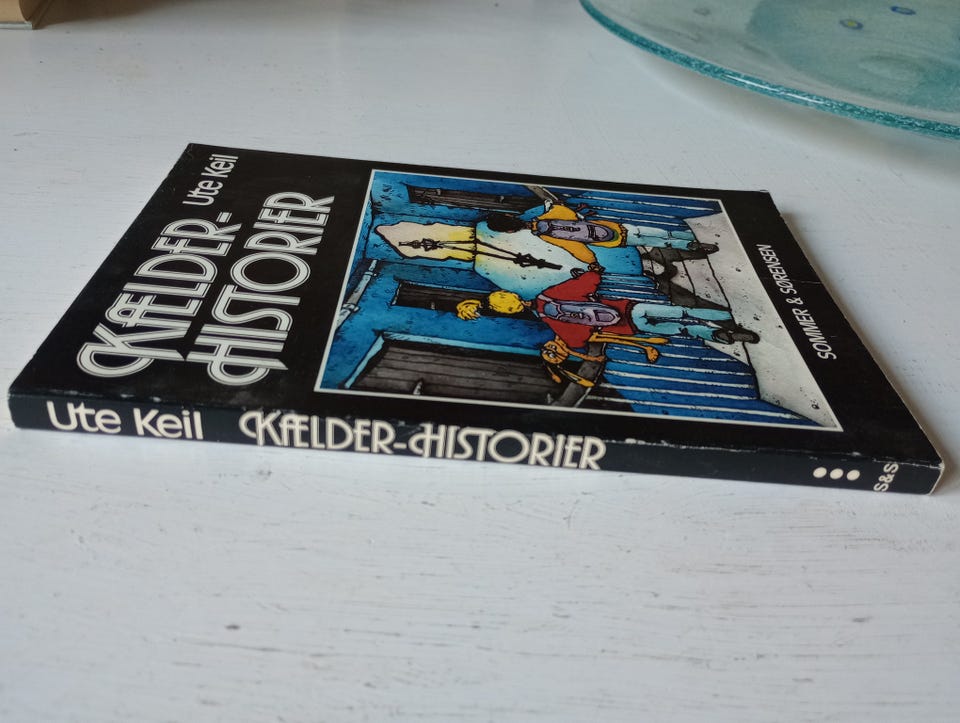 Ute Keil
KÆLDER-
HISTORIER
SOMMER & SØRENSEN
Ute Keil KÆLDER-HISTORIER S&S